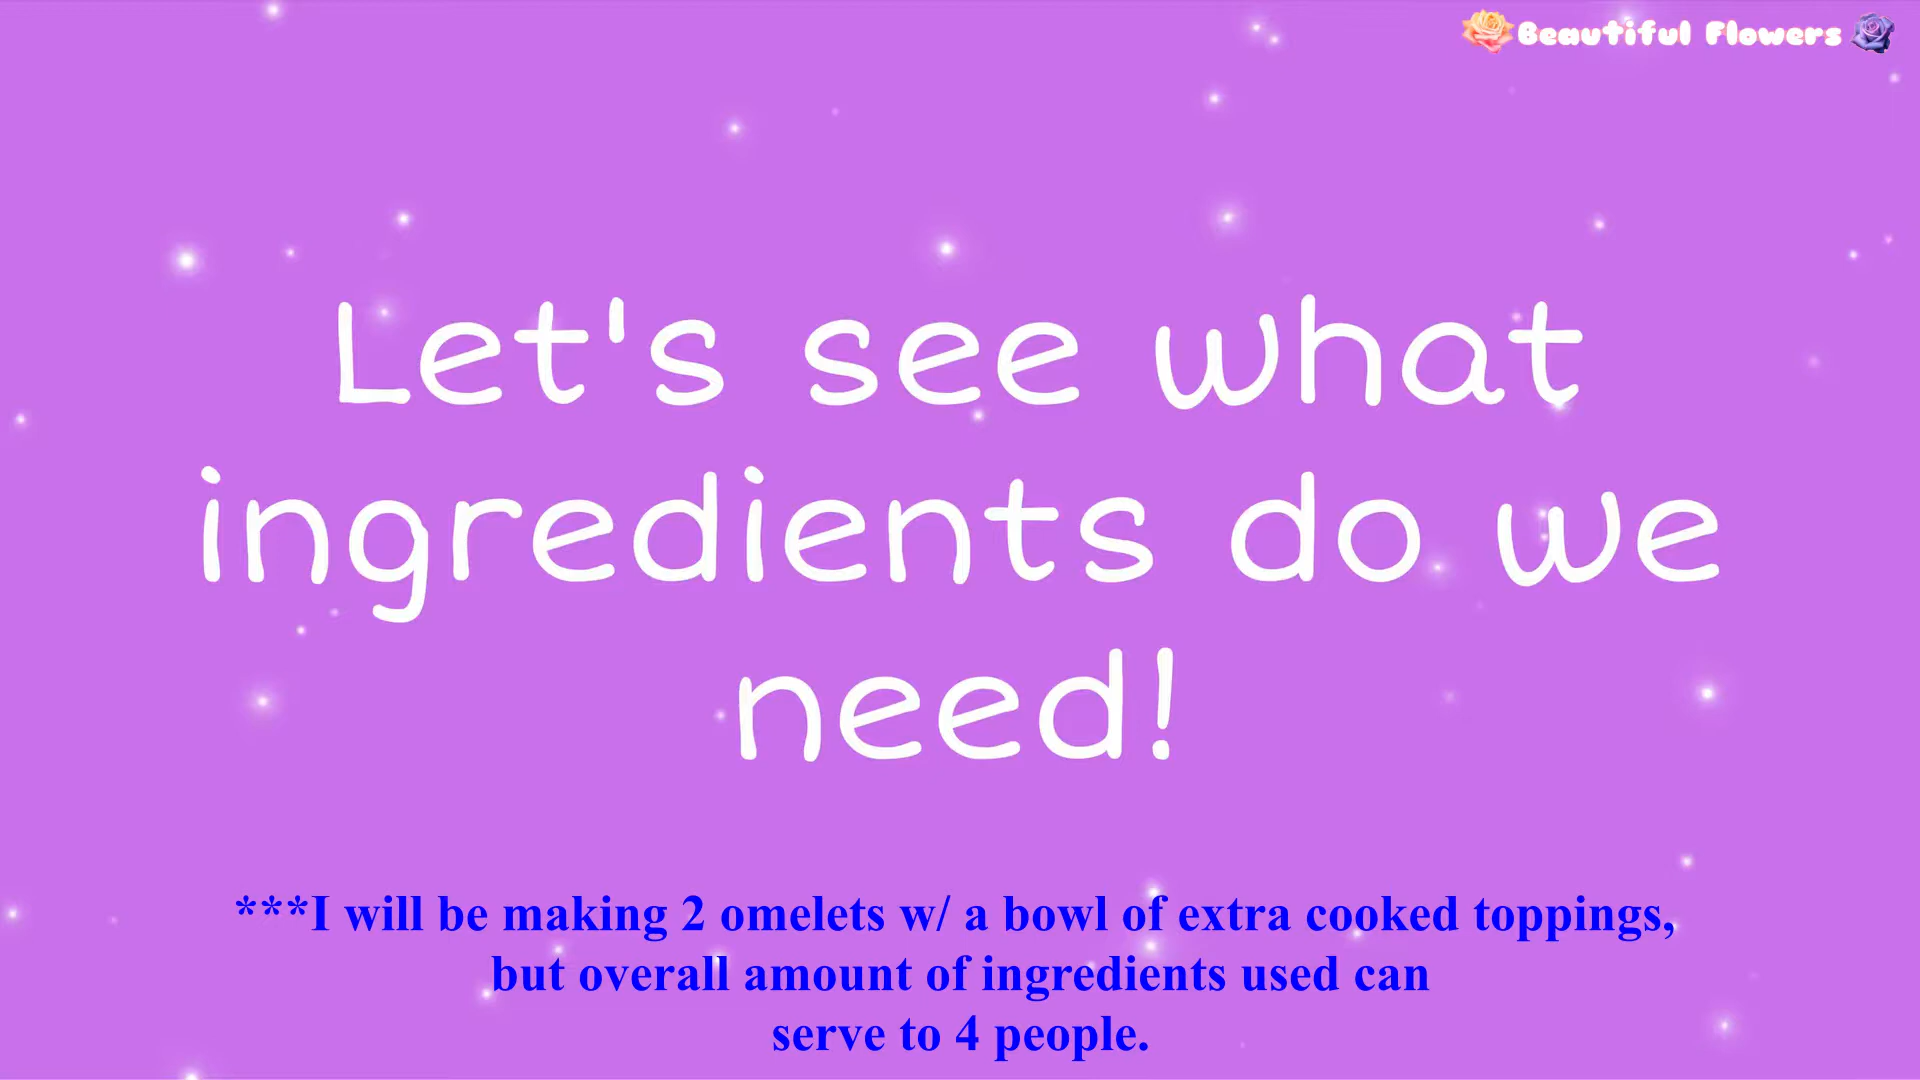 Beautiful Flowers
Let's see what
ingredients do we
need!
***I will be making 2 omelets w/ a bowl of extra cooked toppings,
but overall amount of ingredients used can
serve to 4 people.